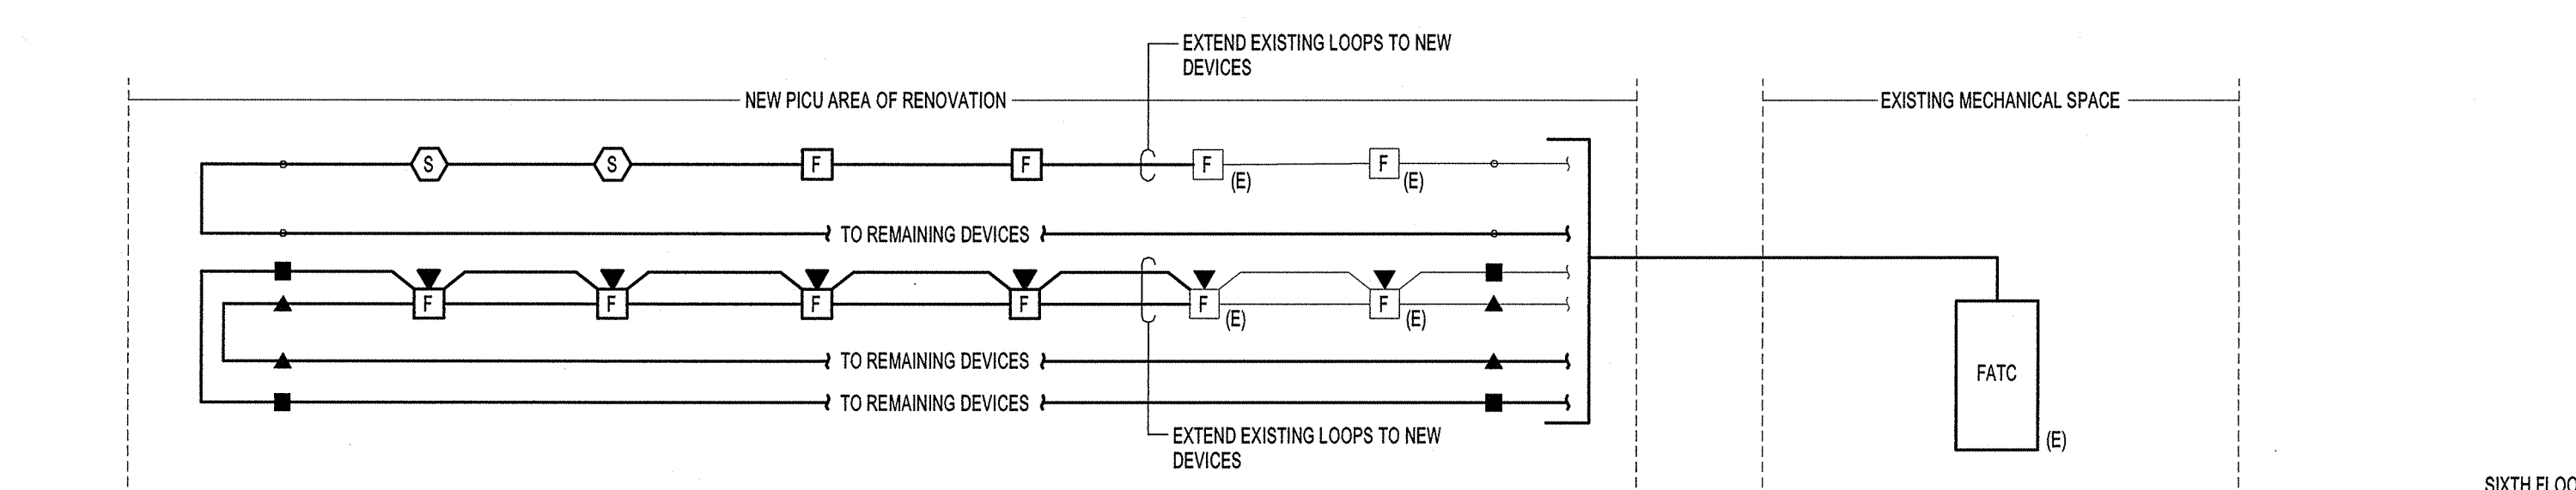 EXTEND EXISTING LOOPS TO NEW
DEVICES
NEW PICU AREA OF RENOVATION
EXISTING MECHANICAL SPACE
S S F F F F
(E) (E)
TO REMAINING DEVICES
F F F F F F
(E) (E)
TO REMAINING DEVICES
FATC
TO REMAINING DEVICES
EXTEND EXISTING LOOPS TO NEW
DEVICES
(E)